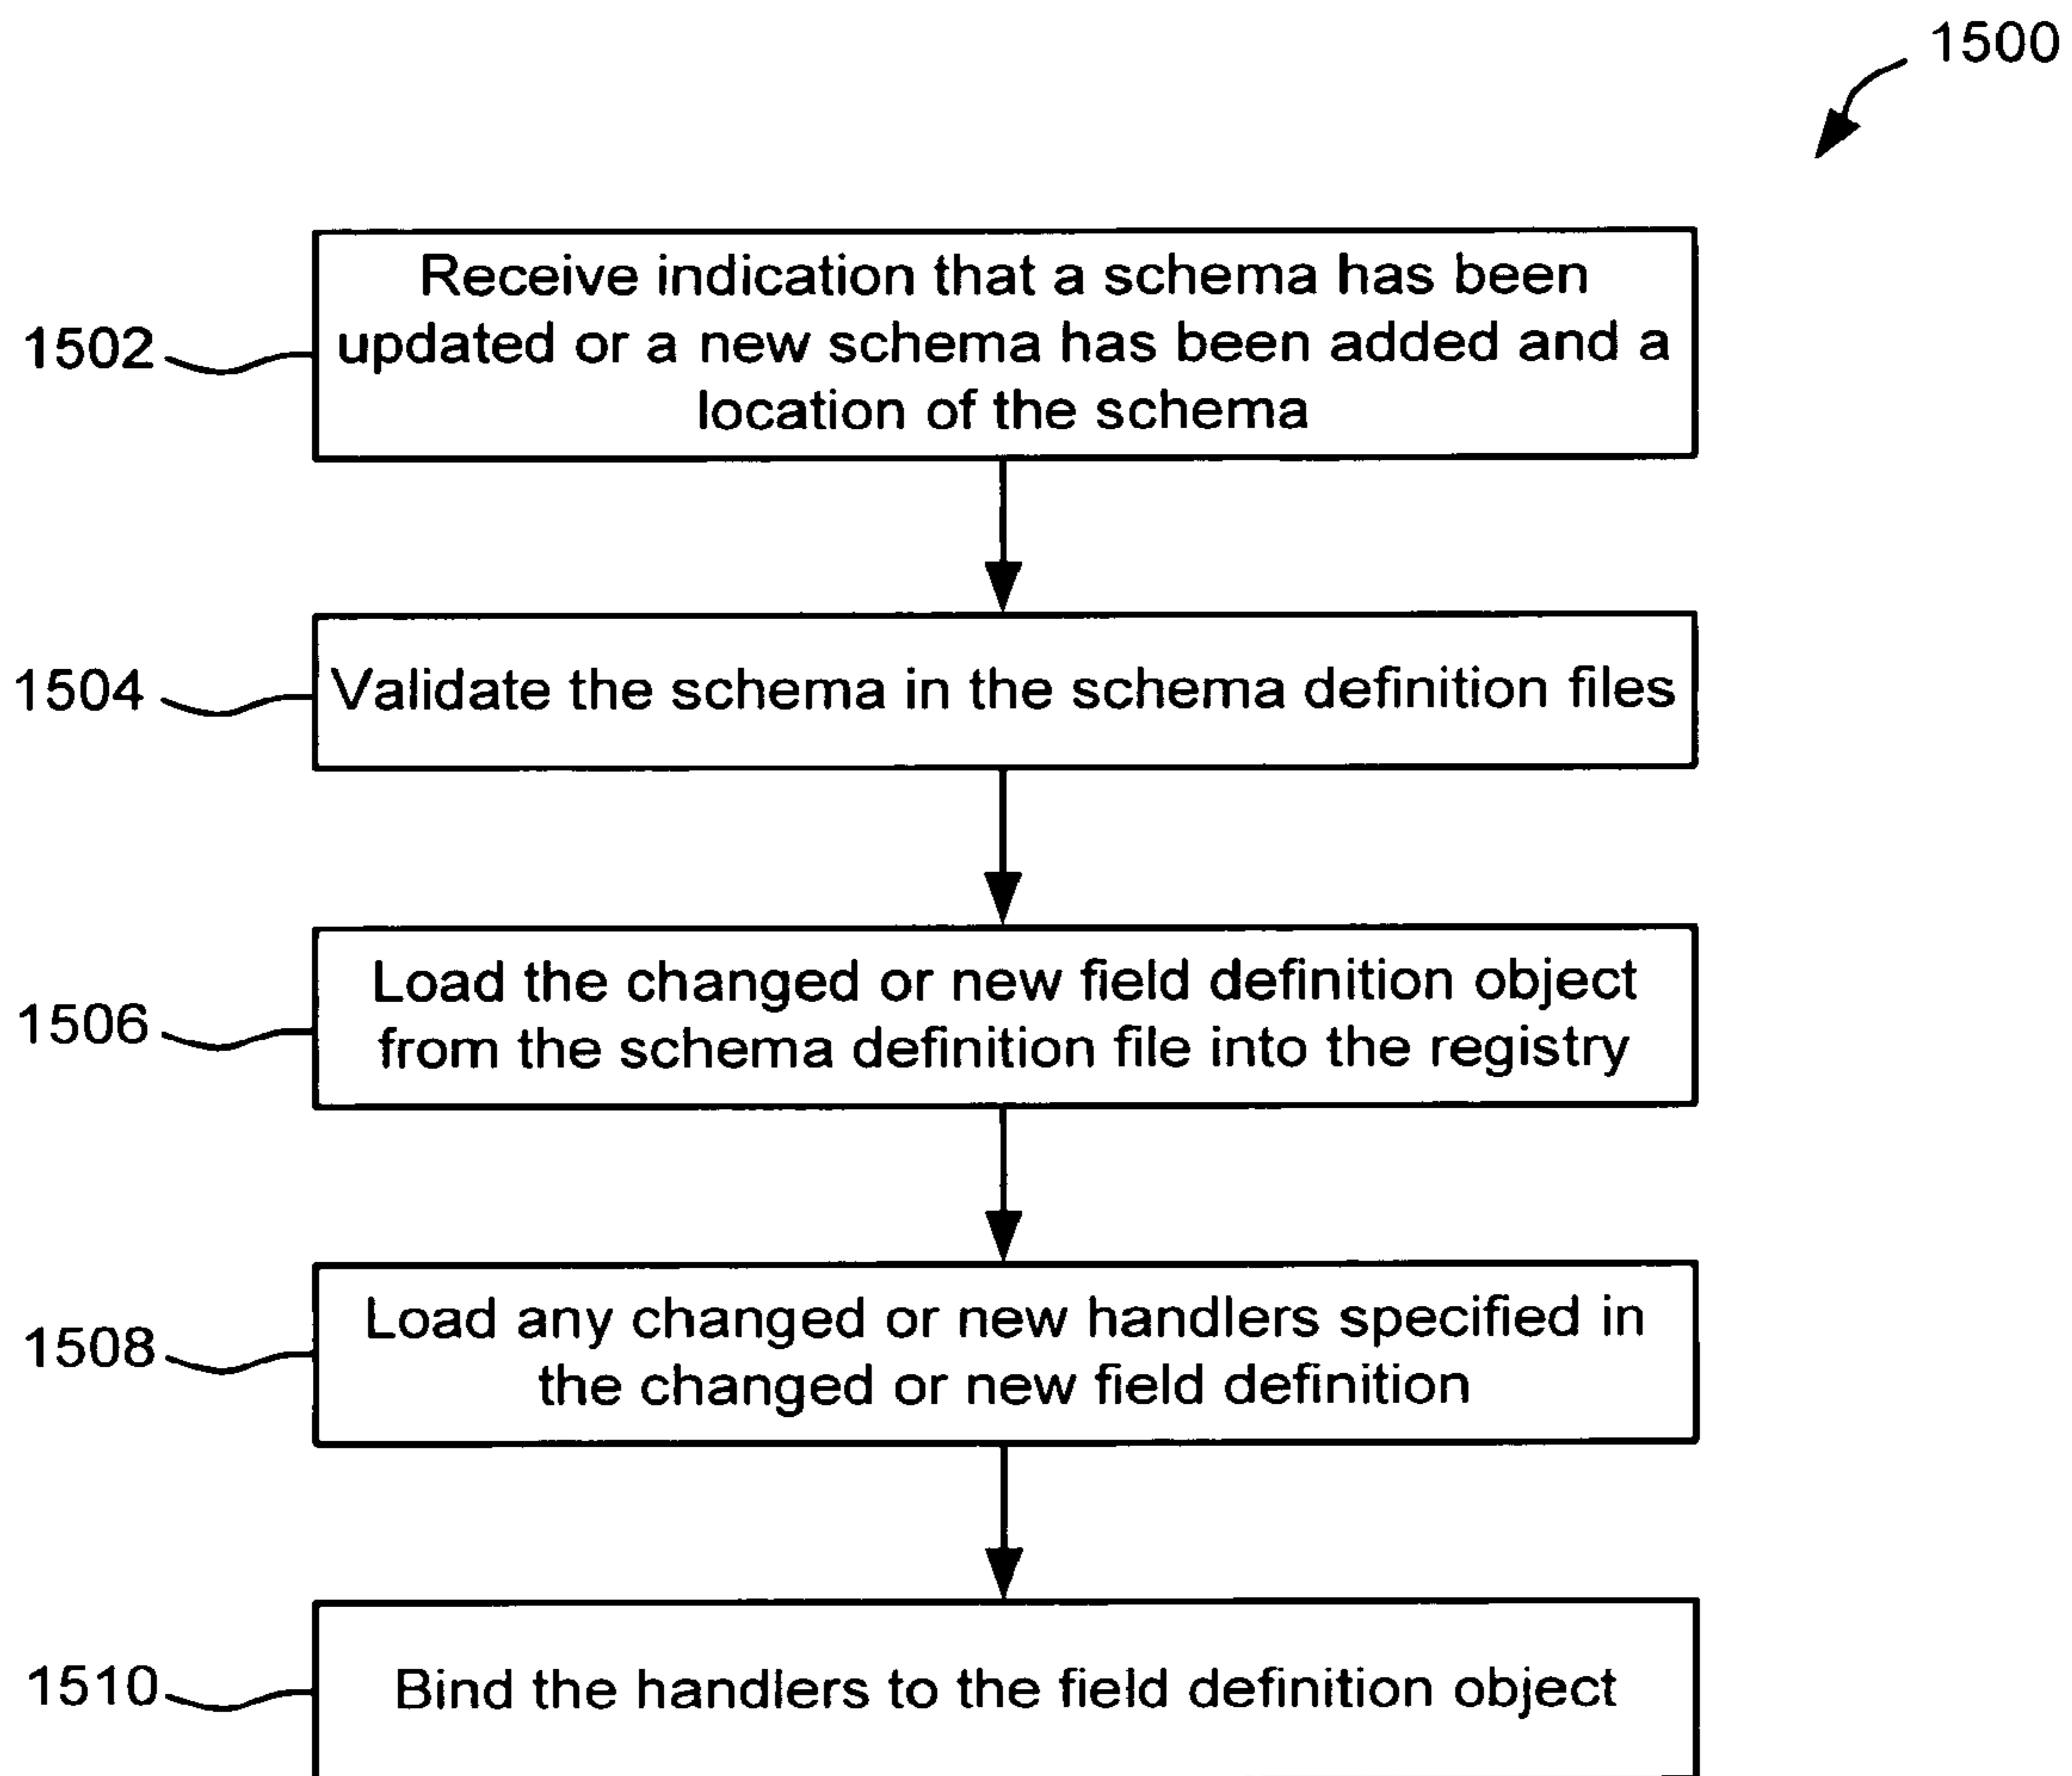 1500
Receive indication that a schema has been
1502
updated or a new schema has been added and a
location of the schema
1504
Validate the schema in the schema definition files
Load the changed or new field definition object
1506
from the schema definition file into the registry
Load any changed or new handlers specified in
1508
the changed or new field definition
1510
Bind the handlers to the field definition object